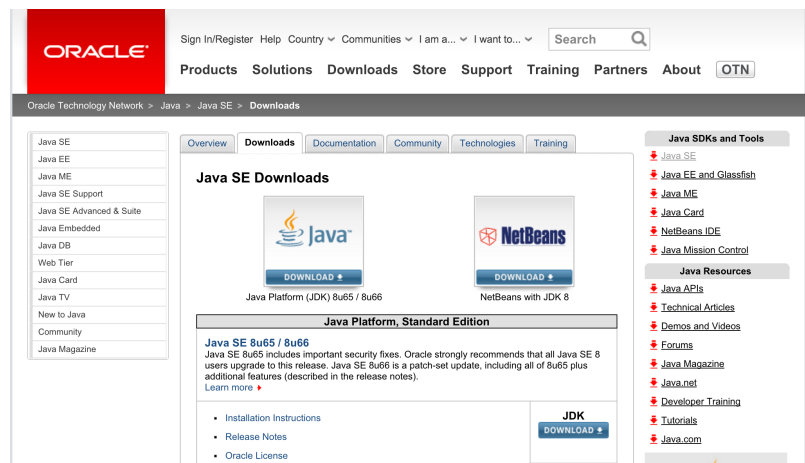 ORACLE
Sign In/Register Help Country Communities I am a... I want to... Search
Products Solutions Downloads Store Support Training Partners About OTN
Oracle Technology Network > Java > Java SE > Downloads
Java SE
Java EE
Java ME
Java SE Support
Java SE Advanced & Suite
Java Embedded
Java DB
Web Tier
Java Card
Java TV
New to Java
Community
Java Magazine
Overview Downloads Documentation Community Technologies Training
Java SE Downloads
Java
DOWNLOAD
Java Platform (JDK) 8u65 / 8u66
NetBeans
DOWNLOAD
NetBeans with JDK 8
Java Platform, Standard Edition
Java SE 8u65 / 8u66
Java SE 8u65 includes important security fixes. Oracle strongly recommends that all Java SE 8
users upgrade to this release. Java SE 8u66 is a patch-set update, including all of 8u65 plus
additional features (described in the release notes).
Learn more
• Installation Instructions
• Release Notes
• Oracle License
JDK
DOWNLOAD
Java SDKs and Tools
Java SE
Java EE and Glassfish
Java ME
Java Card
NetBeans IDE
Java Mission Control
Java Resources
Java APIs
Technical Articles
Demos and Videos
Forums
Java Magazine
Java.net
Developer Training
Tutorials
Java.com